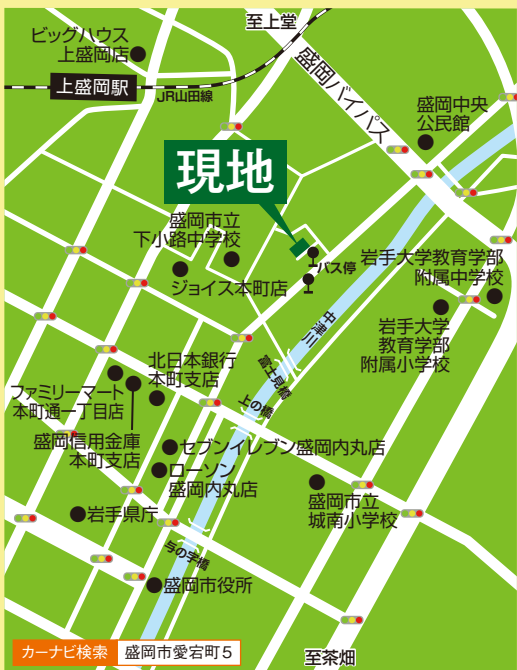 至上堂
ビッグハウス
上盛岡店
上盛岡駅
JR山田線
盛岡バイパス
盛岡中央
公民館
現地
盛岡市立
下小路中学校
バス停
ジョイス本町店
岩手大学教育学部
附属中学校
岩手大学
教育学部
附属小学校
中津川
富士見橋
上の橋
北日本銀行
本町支店
ファミリーマート
本町通一丁目店
盛岡信用金庫
本町支店
セブンイレブン盛岡内丸店
ローソン
盛岡内丸店
盛岡市立
城南小学校
岩手県庁
与の字橋
盛岡市役所
カーナビ検索 盛岡市愛宕町5
至茶畑